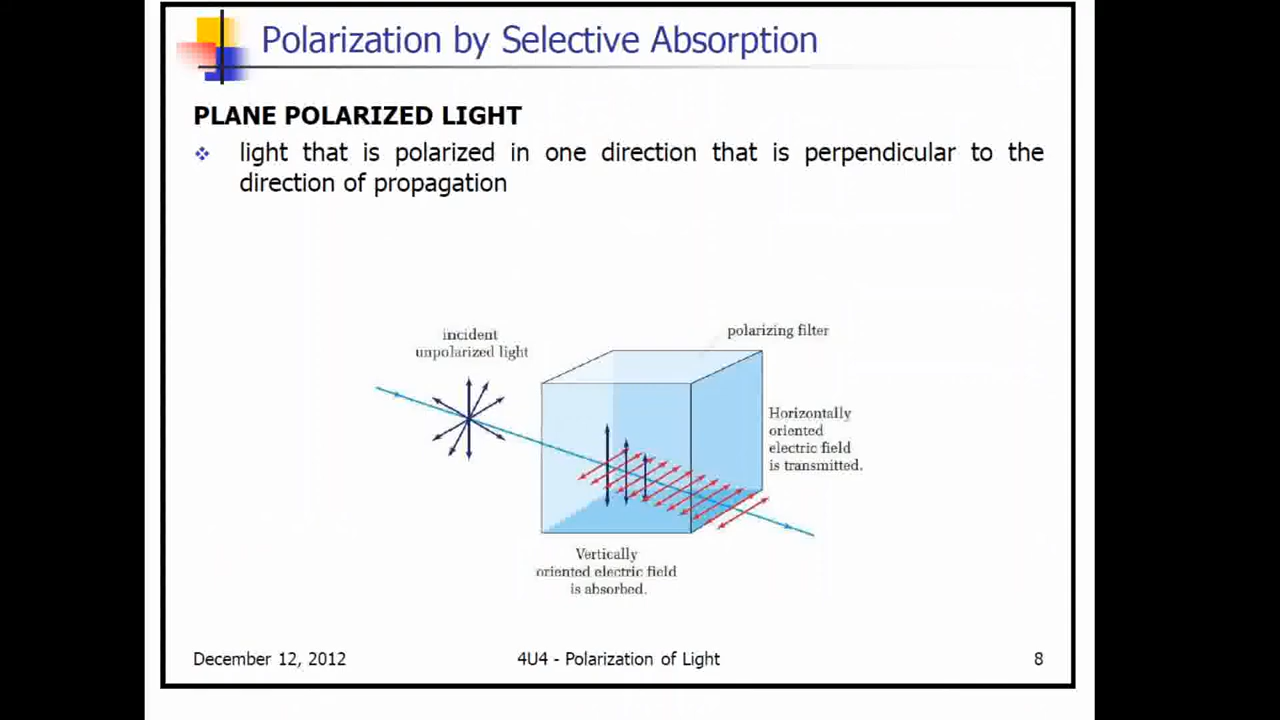 Polarization by Selective Absorption
PLANE POLARIZED LIGHT
light that is polarized in one direction that is perpendicular to the
direction of propagation
incident
unpolarized light
polarizing filter
Horizontally
oriented
electric field
is transmitted.
Vertically
oriented electric field
is absorbed.
December 12, 2012
4U4 - Polarization of Light
8